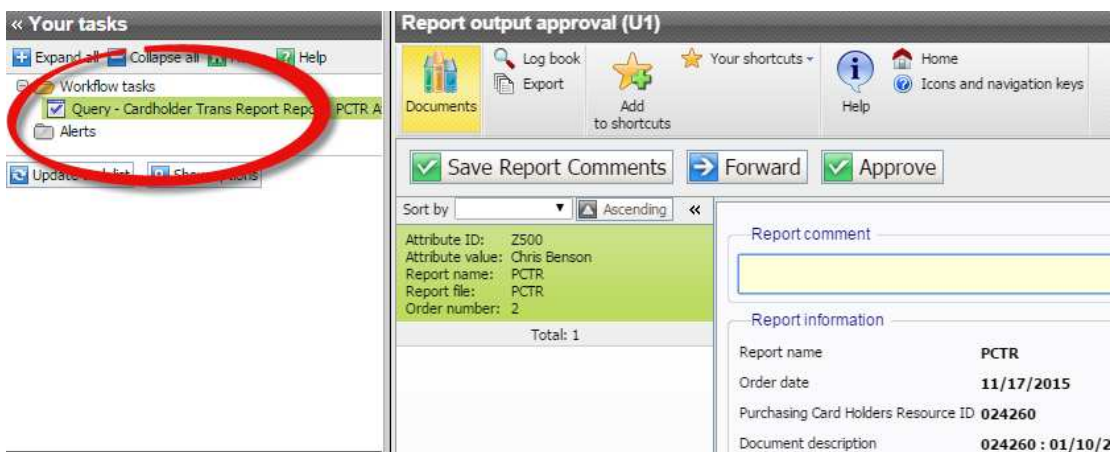 « Your tasks
Expand all Collapse all Help
Workflow tasks
Query - Cardholder Trans Report PCTR A
Alerts
Update
Report output approval (U1)
Documents
Log book
Export
Add
to shortcuts
Your shortcuts
Help
Home
Icons and navigation keys
Save Report Comments Forward Approve
Sort by Ascending «
Attribute ID: Z500
Attribute value: Chris Benson
Report name: PCTR
Report file: PCTR
Order number: 2
Total: 1
Report comment
Report information
Report name PCTR
Order date 11/17/2015
Purchasing Card Holders Resource ID 024260
Document description 024260 : 01/10/2